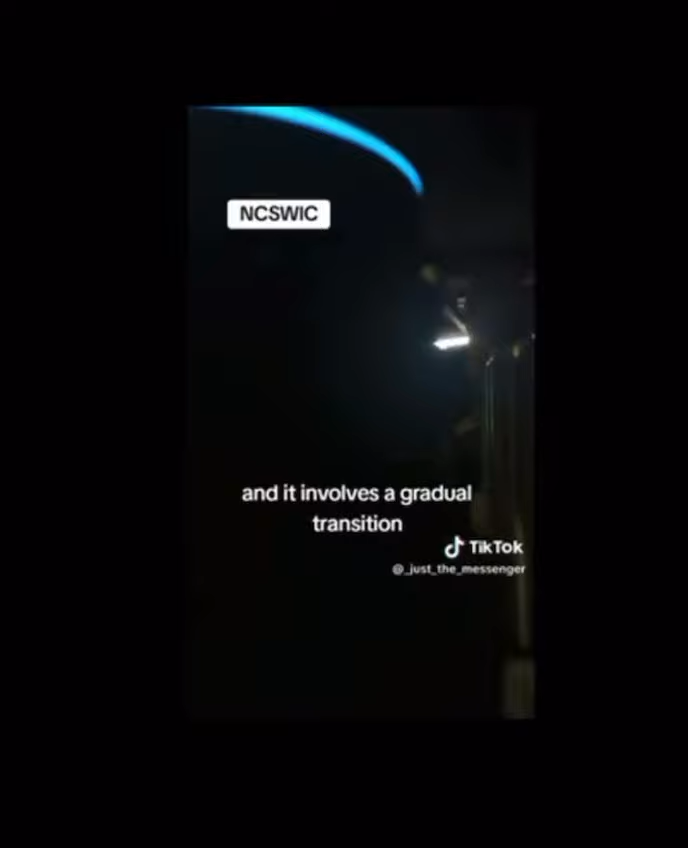 NCSWIC
and it involves a gradual
transition
TikTok
@_just_the_messenger